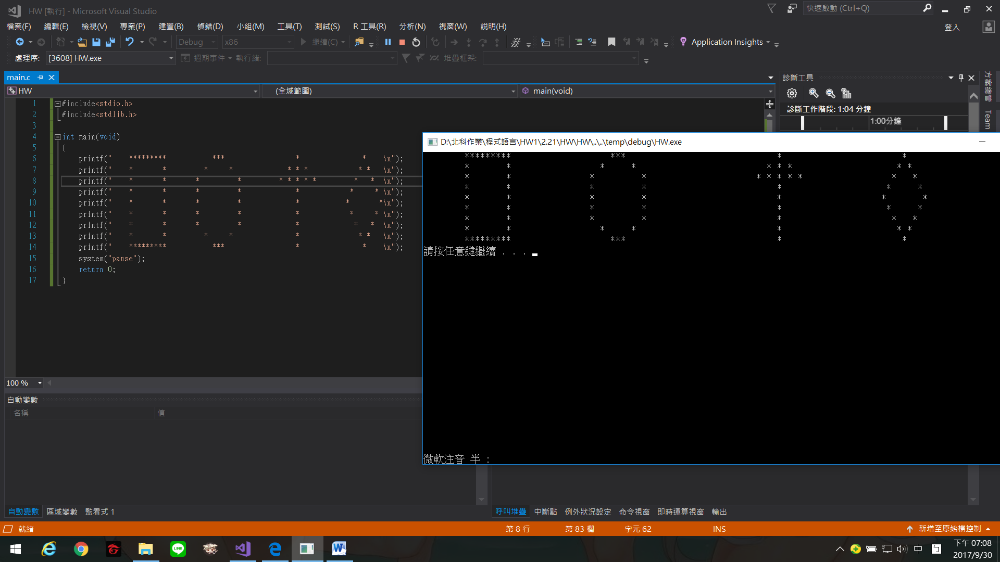 HW [執行] - Microsoft Visual Studio
快速啟動 (Ctrl+Q)
檔案(F) 編輯(E) 檢視(V) 專案(P) 建置(B) 偵錯(D) 小組(M) 工具(T) 測試(S) R 工具(R) 分析(N) 視窗(W) 說明(H)
登入
Debug x86 繼續(C) Application Insights
處理序: [3608] HW.exe 週期事件 執行緒: 堆疊框架:
main.c
HW (全域範圍) main(void)
1 #include<stdio.h>
2 #include<stdlib.h>
3
4 int main(void)
5 {
6 printf("    *********           ***                 *               *    \n");
7 printf("    *       *         *     *             * * *            * *   \n");
8 printf("    *       *       *         *         * * * * *         *   *  \n");
9 printf("    *       *       *         *             *            *     * \n");
10 printf("    *       *       *         *             *           *       *\n");
11 printf("    *       *       *         *             *            *     * \n");
12 printf("    *       *       *         *             *             *   *  \n");
13 printf("    *       *         *     *               *              * *   \n");
14 printf("    *********           ***                 *               *    \n");
15 system("pause");
16 return 0;
17 }
診斷工具
診斷工作階段: 1:04 分鐘
1:00分鐘
方案總管
Team
D:\北科作業\程式語言\HW1\2.21\HW\HW\..\..\temp\debug\HW.exe
*********                   ***                             *                       *
*       *                 *     *                         * * *                    * *
*       *               *         *                     * * * * *                 *   *
*       *               *         *                         *                    *     *
*       *               *         *                         *                   *       *
*       *               *         *                         *                    *     *
*       *               *         *                         *                     *   *
*       *                 *     *                           *                      * *
*********                   ***                             *                       *
請按任意鍵繼續 . . .
微軟注音 半 :
100 %
自動變數
名稱 值
自動變數 區域變數 監看式 1
呼叫堆疊 中斷點 例外狀況設定 命令視窗 即時運算視窗 輸出
就緒 第 8 行 第 83 欄 字元 62 INS 新增至原始檔控制
LINE
中
下午 07:08
2017/9/30